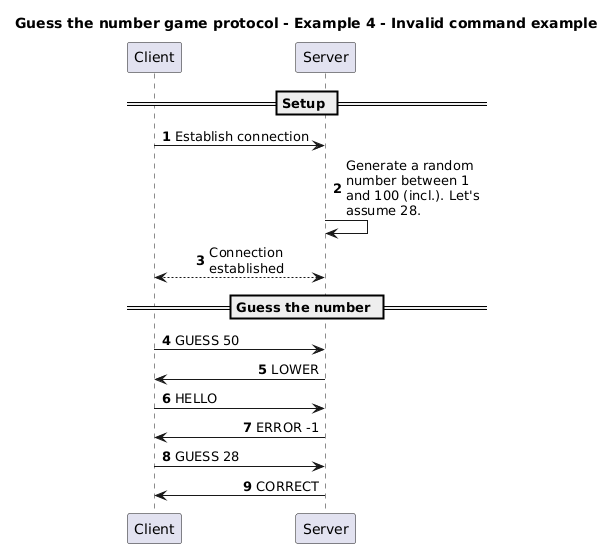 Guess the number game protocol - Example 4 - Invalid command example
Client Server
Setup
1 Establish connection
Generate a random
number between 1
2 and 100 (incl.). Let's
assume 28.
3 Connection
established
Guess the number
4 GUESS 50
5 LOWER
6 HELLO
7 ERROR -1
8 GUESS 28
9 CORRECT
Client Server